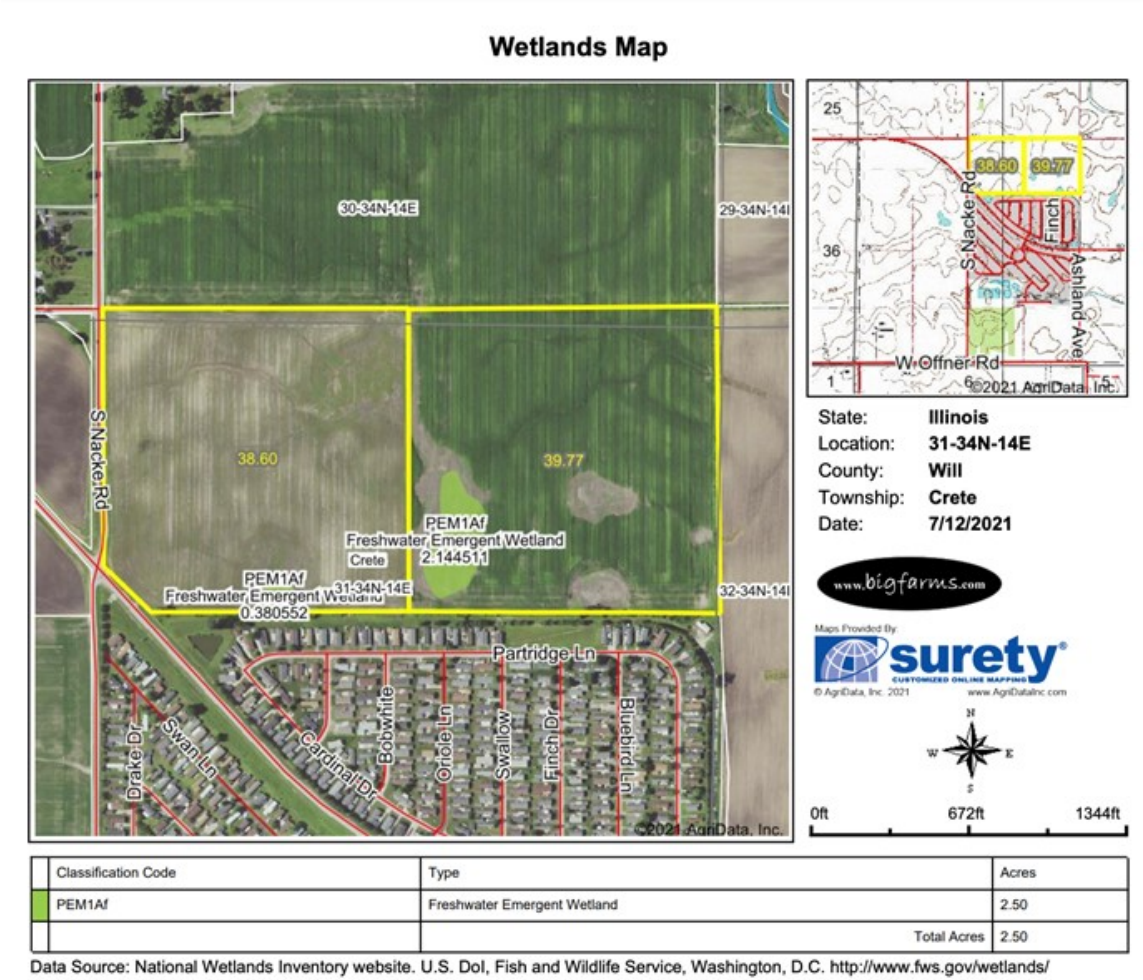 Wetlands Map
30-34N-14E
29-34N-14
S Nacke Rd
38.60
39.77
PEM1Af
Freshwater Emergent Wetland
2.144511
Crete
31-34N-14E
PEM1Af
Freshwater Emergent Wetland
0.380552
32-34N-14
Partridge Ln
Drake Dr
Swan Ln
Cardinal Dr
Bobwhite
Oriole Ln
Swallow
Finch Dr
Bluebird Ln
©2021 AgriData, Inc.
25
38.60
39.77
S Nacke Rd
Finch
36
Ashland Ave
W Offner Rd
1
6
5
©2021 AgriData, Inc.
State: Illinois
Location: 31-34N-14E
County: Will
Township: Crete
Date: 7/12/2021
www.bigfarms.com
Maps Provided By:
surety®
CUSTOMIZED ONLINE MAPPING
© AgriData, Inc. 2021 www.AgriDataInc.com
N
W E
S
0ft 672ft 1344ft
Classification Code Type Acres
PEM1Af Freshwater Emergent Wetland 2.50
Total Acres 2.50
Data Source: National Wetlands Inventory website. U.S. DoI, Fish and Wildlife Service, Washington, D.C. http://www.fws.gov/wetlands/